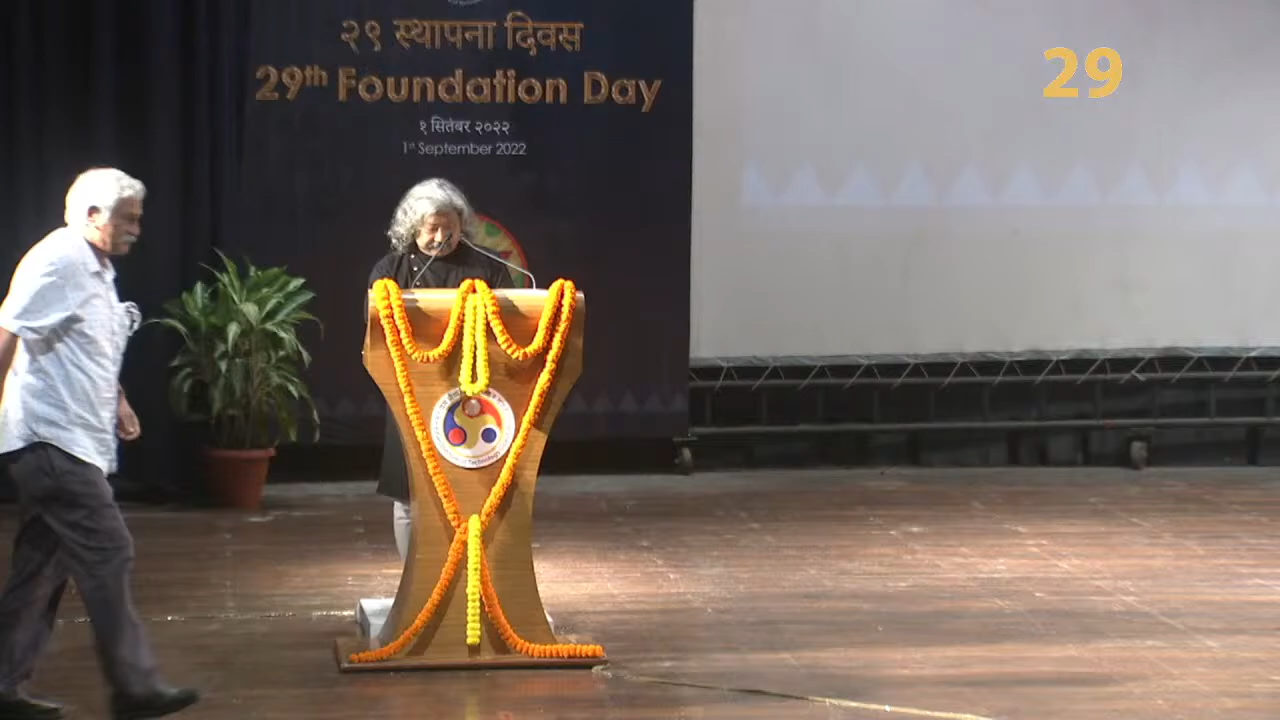 २९ स्थापना दिवस
29th Foundation Day
१ सितंबर २०२२
1st September 2022
29